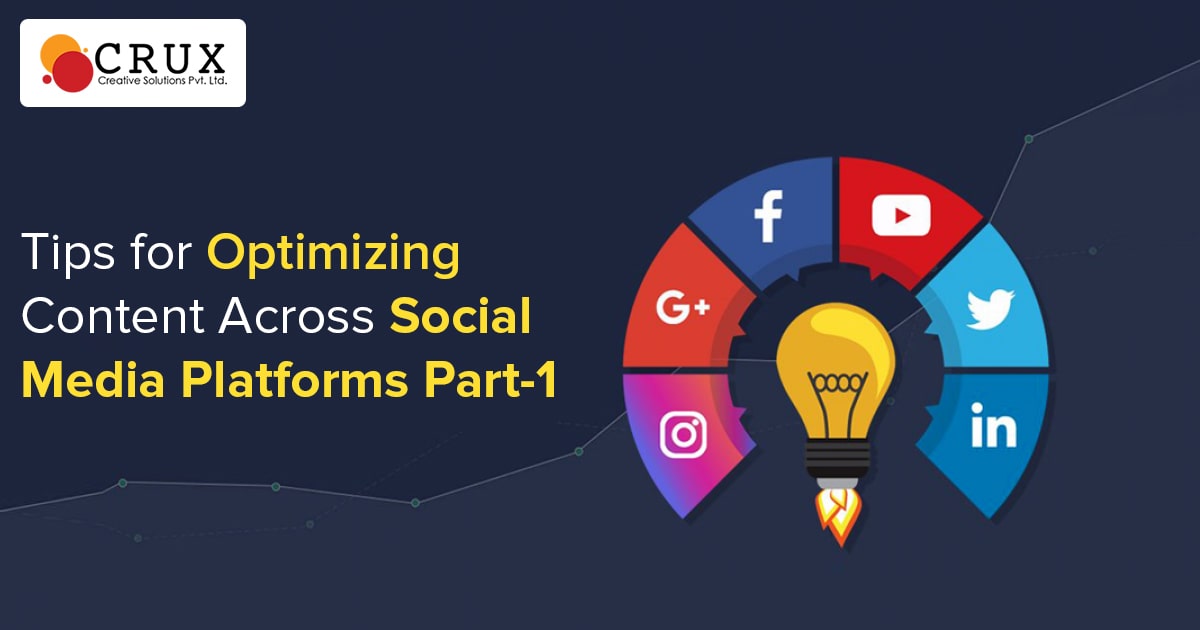 CRUX
Creative Solutions Pvt. Ltd.
Tips for Optimizing
Content Across Social
Media Platforms Part-1
f
G+
in